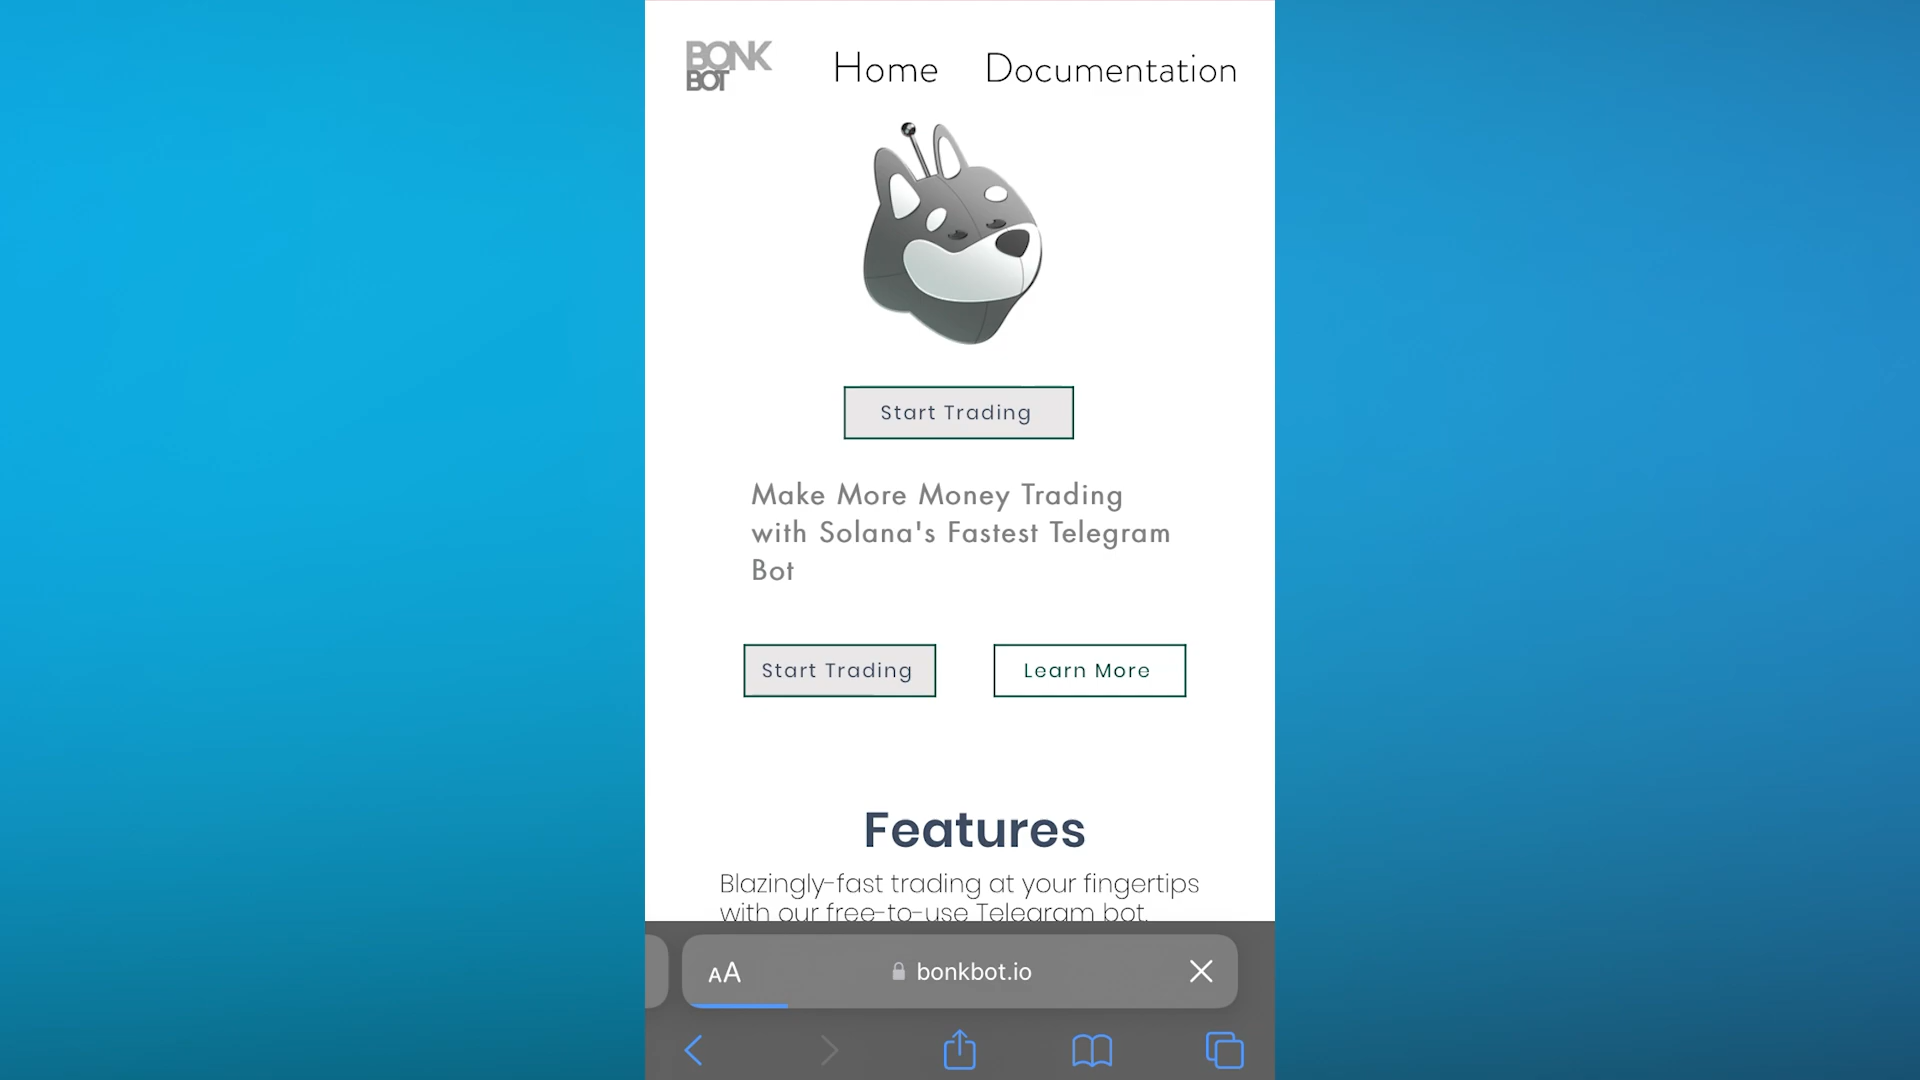 BONK
BOT
Home Documentation
Start Trading
Make More Money Trading
with Solana's Fastest Telegram
Bot
Start Trading Learn More
Features
Blazingly-fast trading at your fingertips
with our free-to-use Telegram bot.
AA bonkbot.io